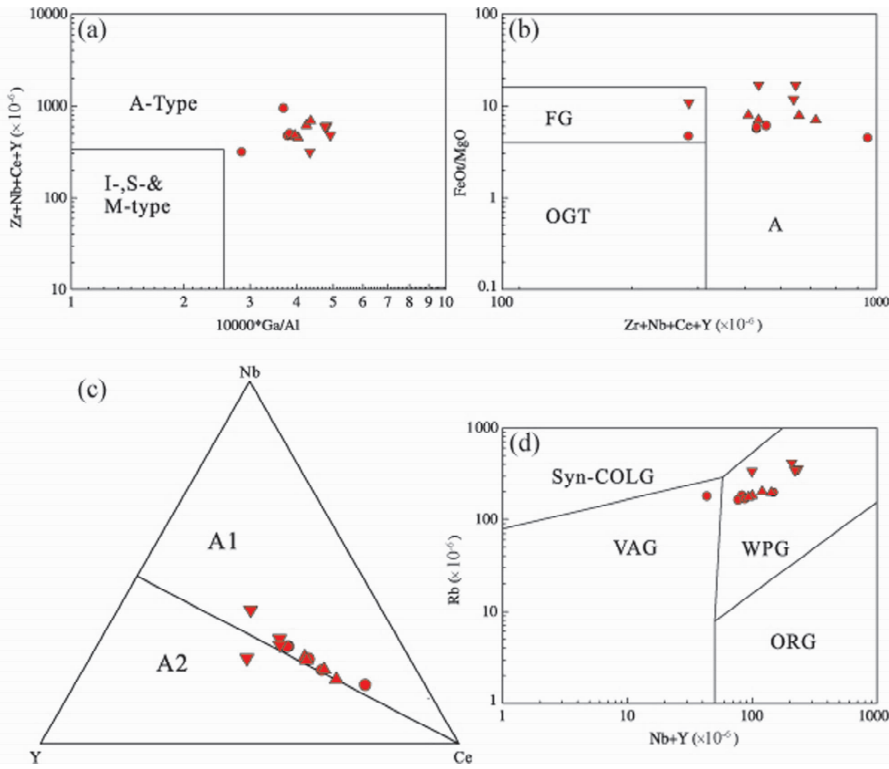 (a)
Zr+Nb+Ce+Y (×10⁻⁶)
10000
1000
100
10
A-Type
I-,S-&
M-type
1 2 3 4 5 6 7 8 9 10
10000*Ga/Al
(b)
FeOt/MgO
100
10
1
0.1
FG
OGT
A
100 1000
Zr+Nb+Ce+Y (×10⁻⁶)
(c)
Nb
A1
A2
Y
Ce
(d)
Rb (×10⁻⁶)
1000
100
10
1
Syn-COLG
VAG
WPG
ORG
1 10 100 1000
Nb+Y (×10⁻⁶)